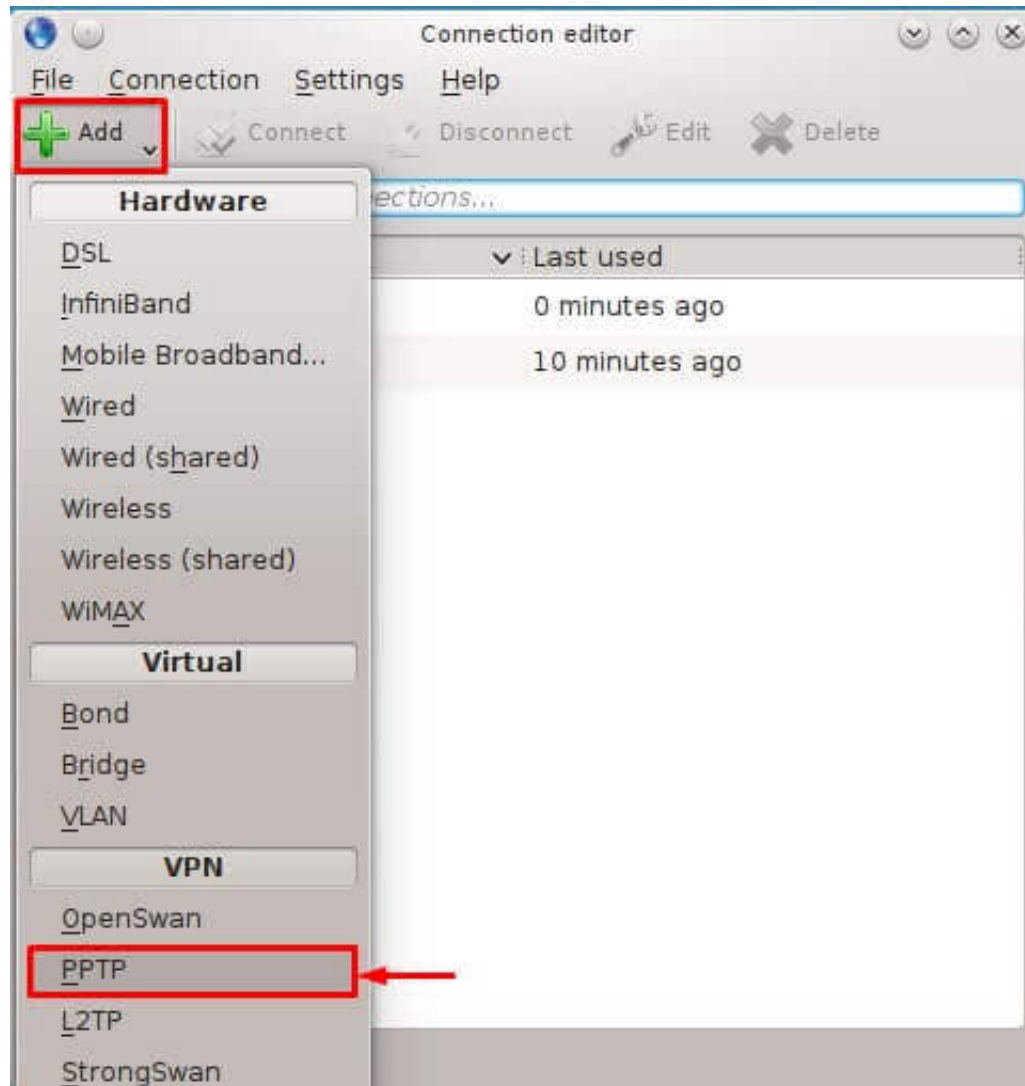 Connection editor
File Connection Settings Help
Add Connect Disconnect Edit Delete
ections...
Hardware
DSL
InfiniBand
Mobile Broadband...
Wired
Wired (shared)
Wireless
Wireless (shared)
WiMAX
Virtual
Bond
Bridge
VLAN
VPN
OpenSwan
PPTP
L2TP
StrongSwan
Last used
0 minutes ago
10 minutes ago